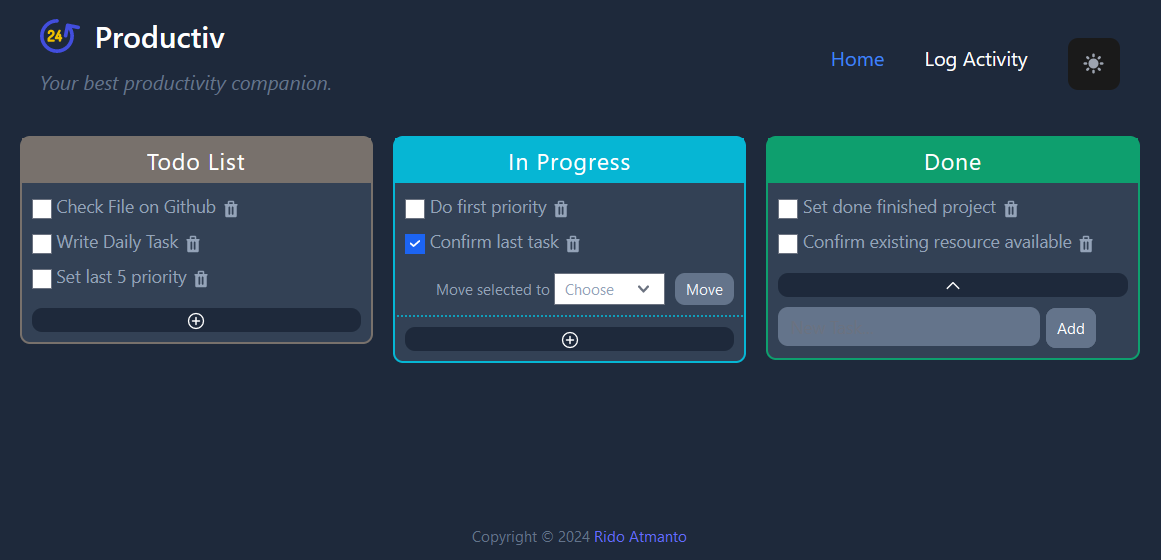 24 Productiv
Your best productivity companion.
Home
Log Activity
Todo List
Check File on Github
Write Daily Task
Set last 5 priority
In Progress
Do first priority
Confirm last task
Move selected to Choose Move
Done
Set done finished project
Confirm existing resource available
Add
Copyright © 2024 Rido Atmanto